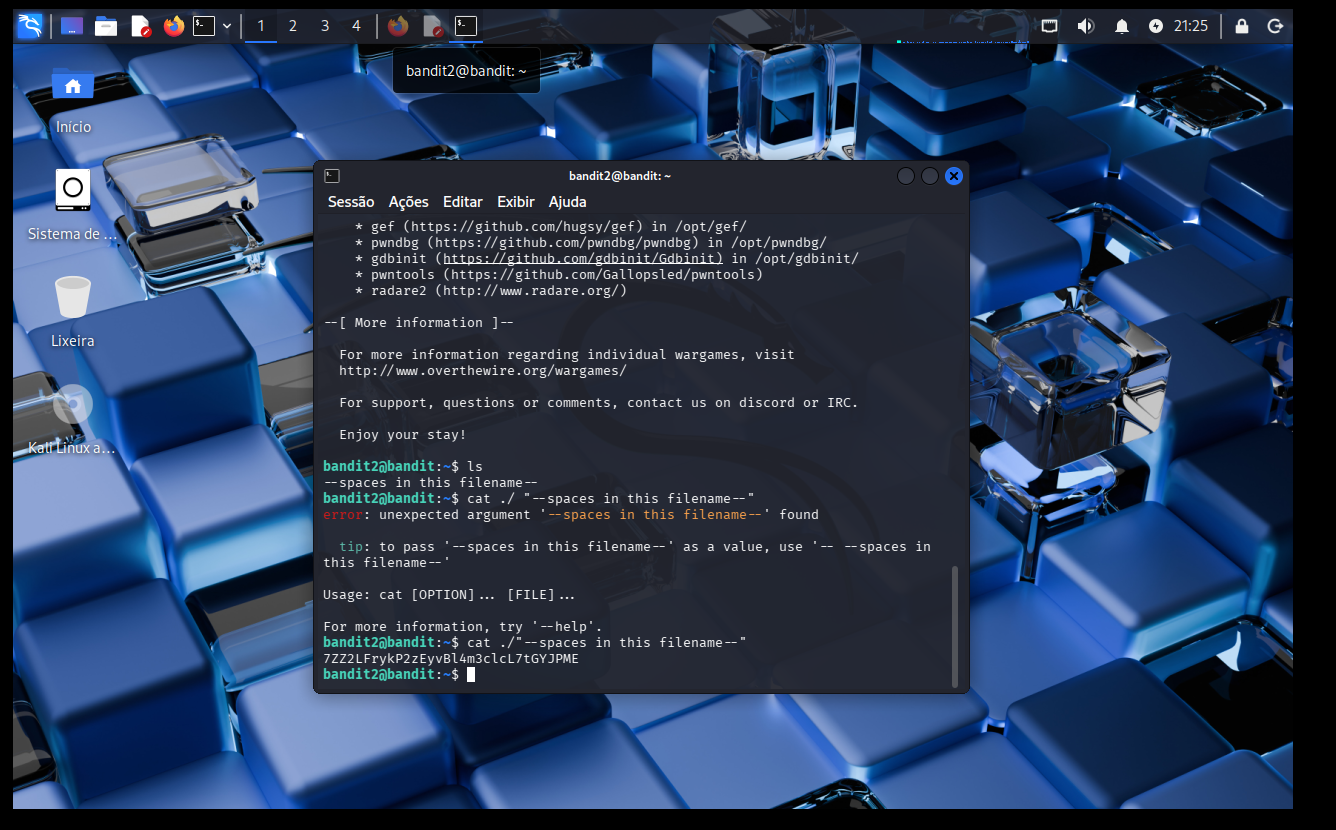 1 2 3 4
21:25
bandit2@bandit: ~
Início
Sistema de ...
Lixeira
Kali Linux a...
bandit2@bandit: ~
Sessão Ações Editar Exibir Ajuda
* gef (https://github.com/hugsy/gef) in /opt/gef/
* pwndbg (https://github.com/pwndbg/pwndbg) in /opt/pwndbg/
* gdbinit (https://github.com/gdbinit/Gdbinit) in /opt/gdbinit/
* pwntools (https://github.com/Gallopsled/pwntools)
* radare2 (http://www.radare.org/)
--[ More information ]--
For more information regarding individual wargames, visit
http://www.overthewire.org/wargames/
For support, questions or comments, contact us on discord or IRC.
Enjoy your stay!
bandit2@bandit:~$ ls
--spaces in this filename--
bandit2@bandit:~$ cat ./ "--spaces in this filename--"
error: unexpected argument '--spaces in this filename--' found
tip: to pass '--spaces in this filename--' as a value, use '-- --spaces in
this filename--'
Usage: cat [OPTION]... [FILE]...
For more information, try '--help'.
bandit2@bandit:~$ cat ./"--spaces in this filename--"
7ZZ2LFrykP2zEyvBl4m3clcL7tGYJPME
bandit2@bandit:~$